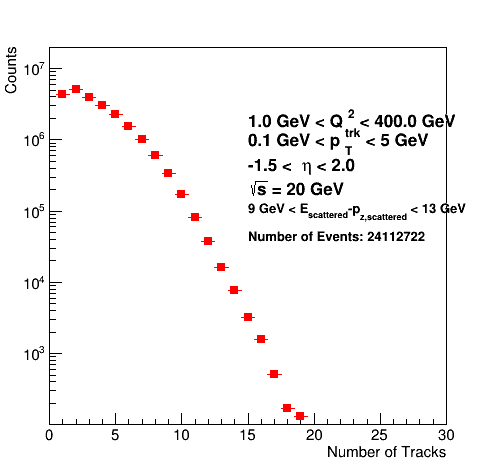 Counts
10^7
10^6
10^5
10^4
10^3
1.0 GeV < Q^2 < 400.0 GeV
0.1 GeV < p_T^trk < 5 GeV
-1.5 < η < 2.0
√s = 20 GeV
9 GeV < E_scattered-p_z,scattered < 13 GeV
Number of Events: 24112722
0 5 10 15 20 25 30
Number of Tracks